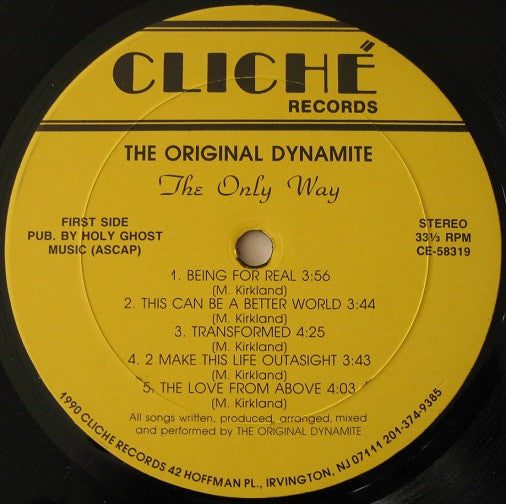 CLICHÉ
RECORDS
THE ORIGINAL DYNAMITE
The Only Way
FIRST SIDE
PUB. BY HOLY GHOST
MUSIC (ASCAP)
STEREO
33⅓ RPM
CE-58319
1. BEING FOR REAL 3:56
(M. Kirkland)
2. THIS CAN BE A BETTER WORLD 3:44
(M. Kirkland)
3. TRANSFORMED 4:25
(M. Kirkland)
4. 2 MAKE THIS LIFE OUTASIGHT 3:43
(M. Kirkland)
5. THE LOVE FROM ABOVE 4:03
(M. Kirkland)
All songs written, produced, arranged, mixed
and performed by THE ORIGINAL DYNAMITE
1990 CLICHE RECORDS 42 HOFFMAN PL., IRVINGTON, NJ 07111 201-374-9385